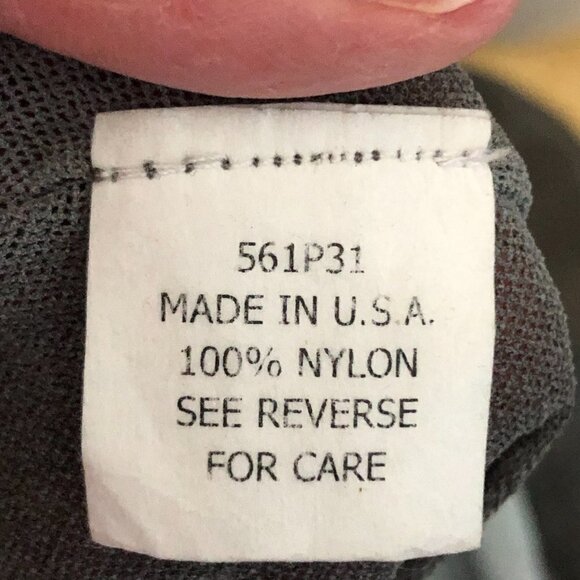 561P31
MADE IN U.S.A.
100% NYLON
SEE REVERSE
FOR CARE